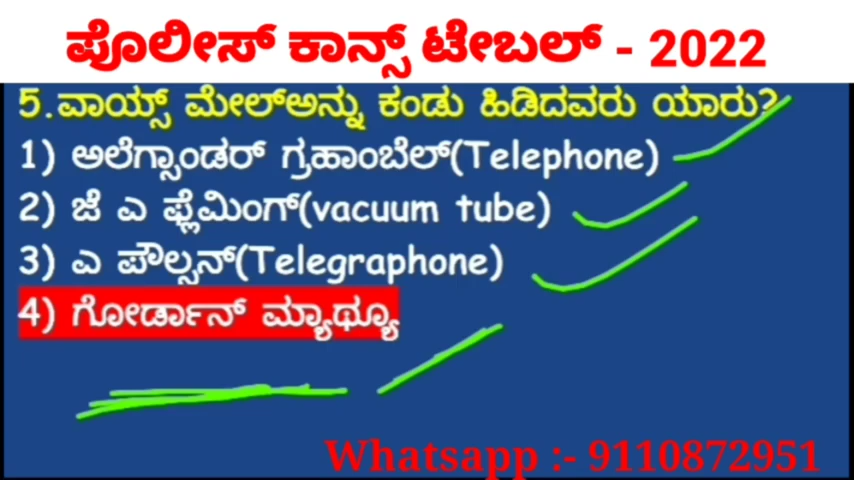 ಪೊಲೀಸ್ ಕಾನ್ಸ್ ಟೇಬಲ್ - 2022
5.ವಾಯ್ಸ್ ಮೇಲ್ಅನ್ನು ಕಂಡು ಹಿಡಿದವರು ಯಾರು?
1) ಅಲೆಗ್ಸಾಂಡರ್ ಗ್ರಹಾಂಬೆಲ್(Telephone)
2) ಜೆ ಎ ಫ್ಲೆಮಿಂಗ್(vacuum tube)
3) ಎ ಪೌಲ್ಸನ್(Telegraphone)
4) ಗೋರ್ಡಾನ್ ಮ್ಯಾಥ್ಯೂ
Whatsapp :- 9110872951